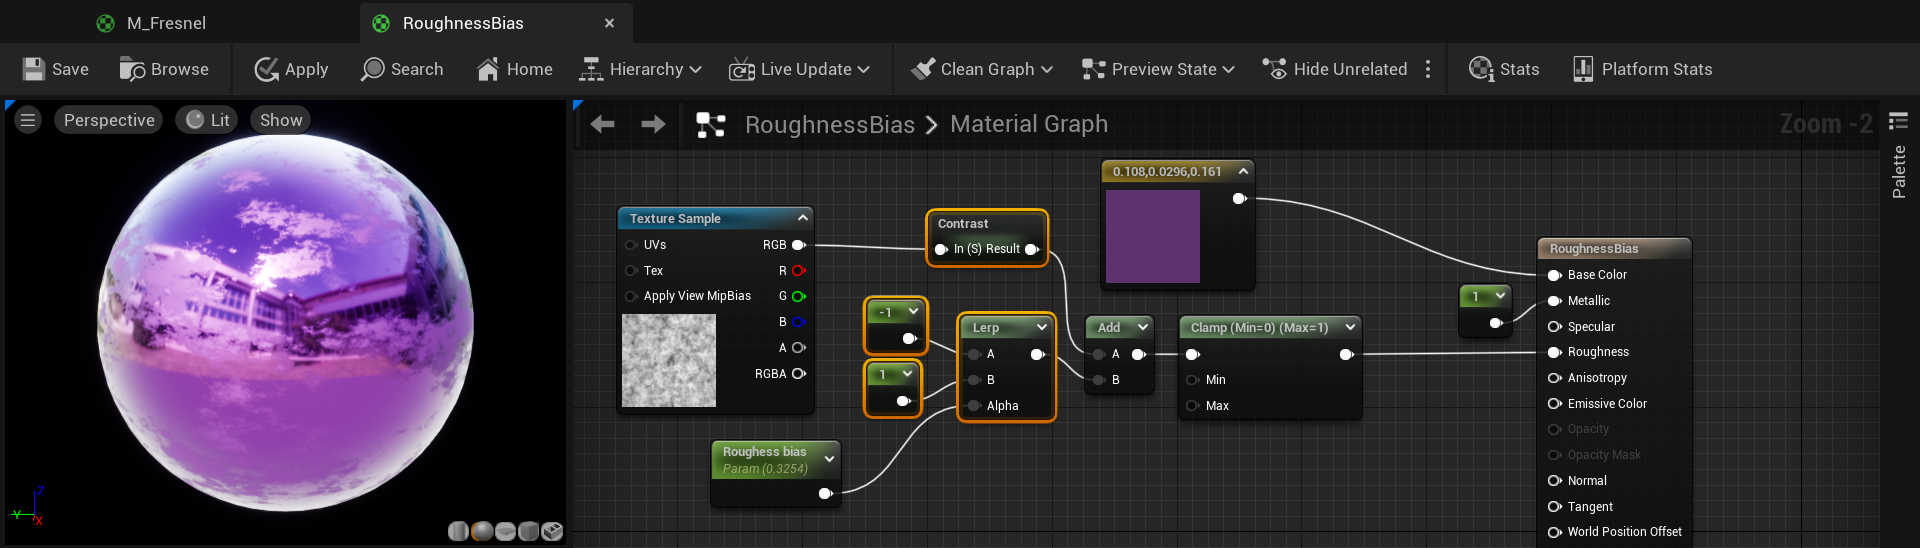 M_Fresnel
RoughnessBias
Save
Browse
Apply
Search
Home
Hierarchy
Live Update
Clean Graph
Preview State
Hide Unrelated
Stats
Platform Stats
Perspective
Lit
Show
RoughnessBias
Material Graph
Zoom -2
Palette
0.108,0.0296,0.161
Texture Sample
UVs
RGB
Tex
R
Apply View MipBias
G
B
A
RGBA
Contrast
In (S) Result
-1
1
Lerp
A
B
Alpha
Add
A
B
Clamp (Min=0) (Max=1)
Min
Max
Roughess bias
Param (0.3254)
1
RoughnessBias
Base Color
Metallic
Specular
Roughness
Anisotropy
Emissive Color
Opacity
Opacity Mask
Normal
Tangent
World Position Offset
Z
Y
X